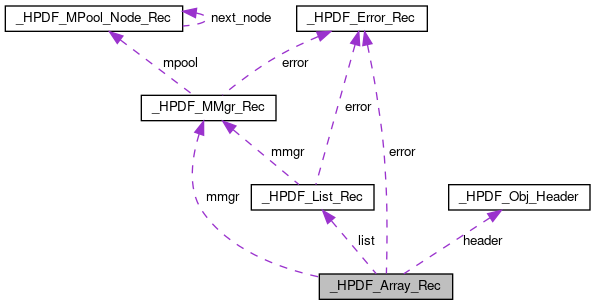 _HPDF_MPool_Node_Rec
next_node
_HPDF_Error_Rec
mpool
error
_HPDF_MMgr_Rec
error
mmgr
error
mmgr
_HPDF_List_Rec
_HPDF_Obj_Header
list
header
_HPDF_Array_Rec